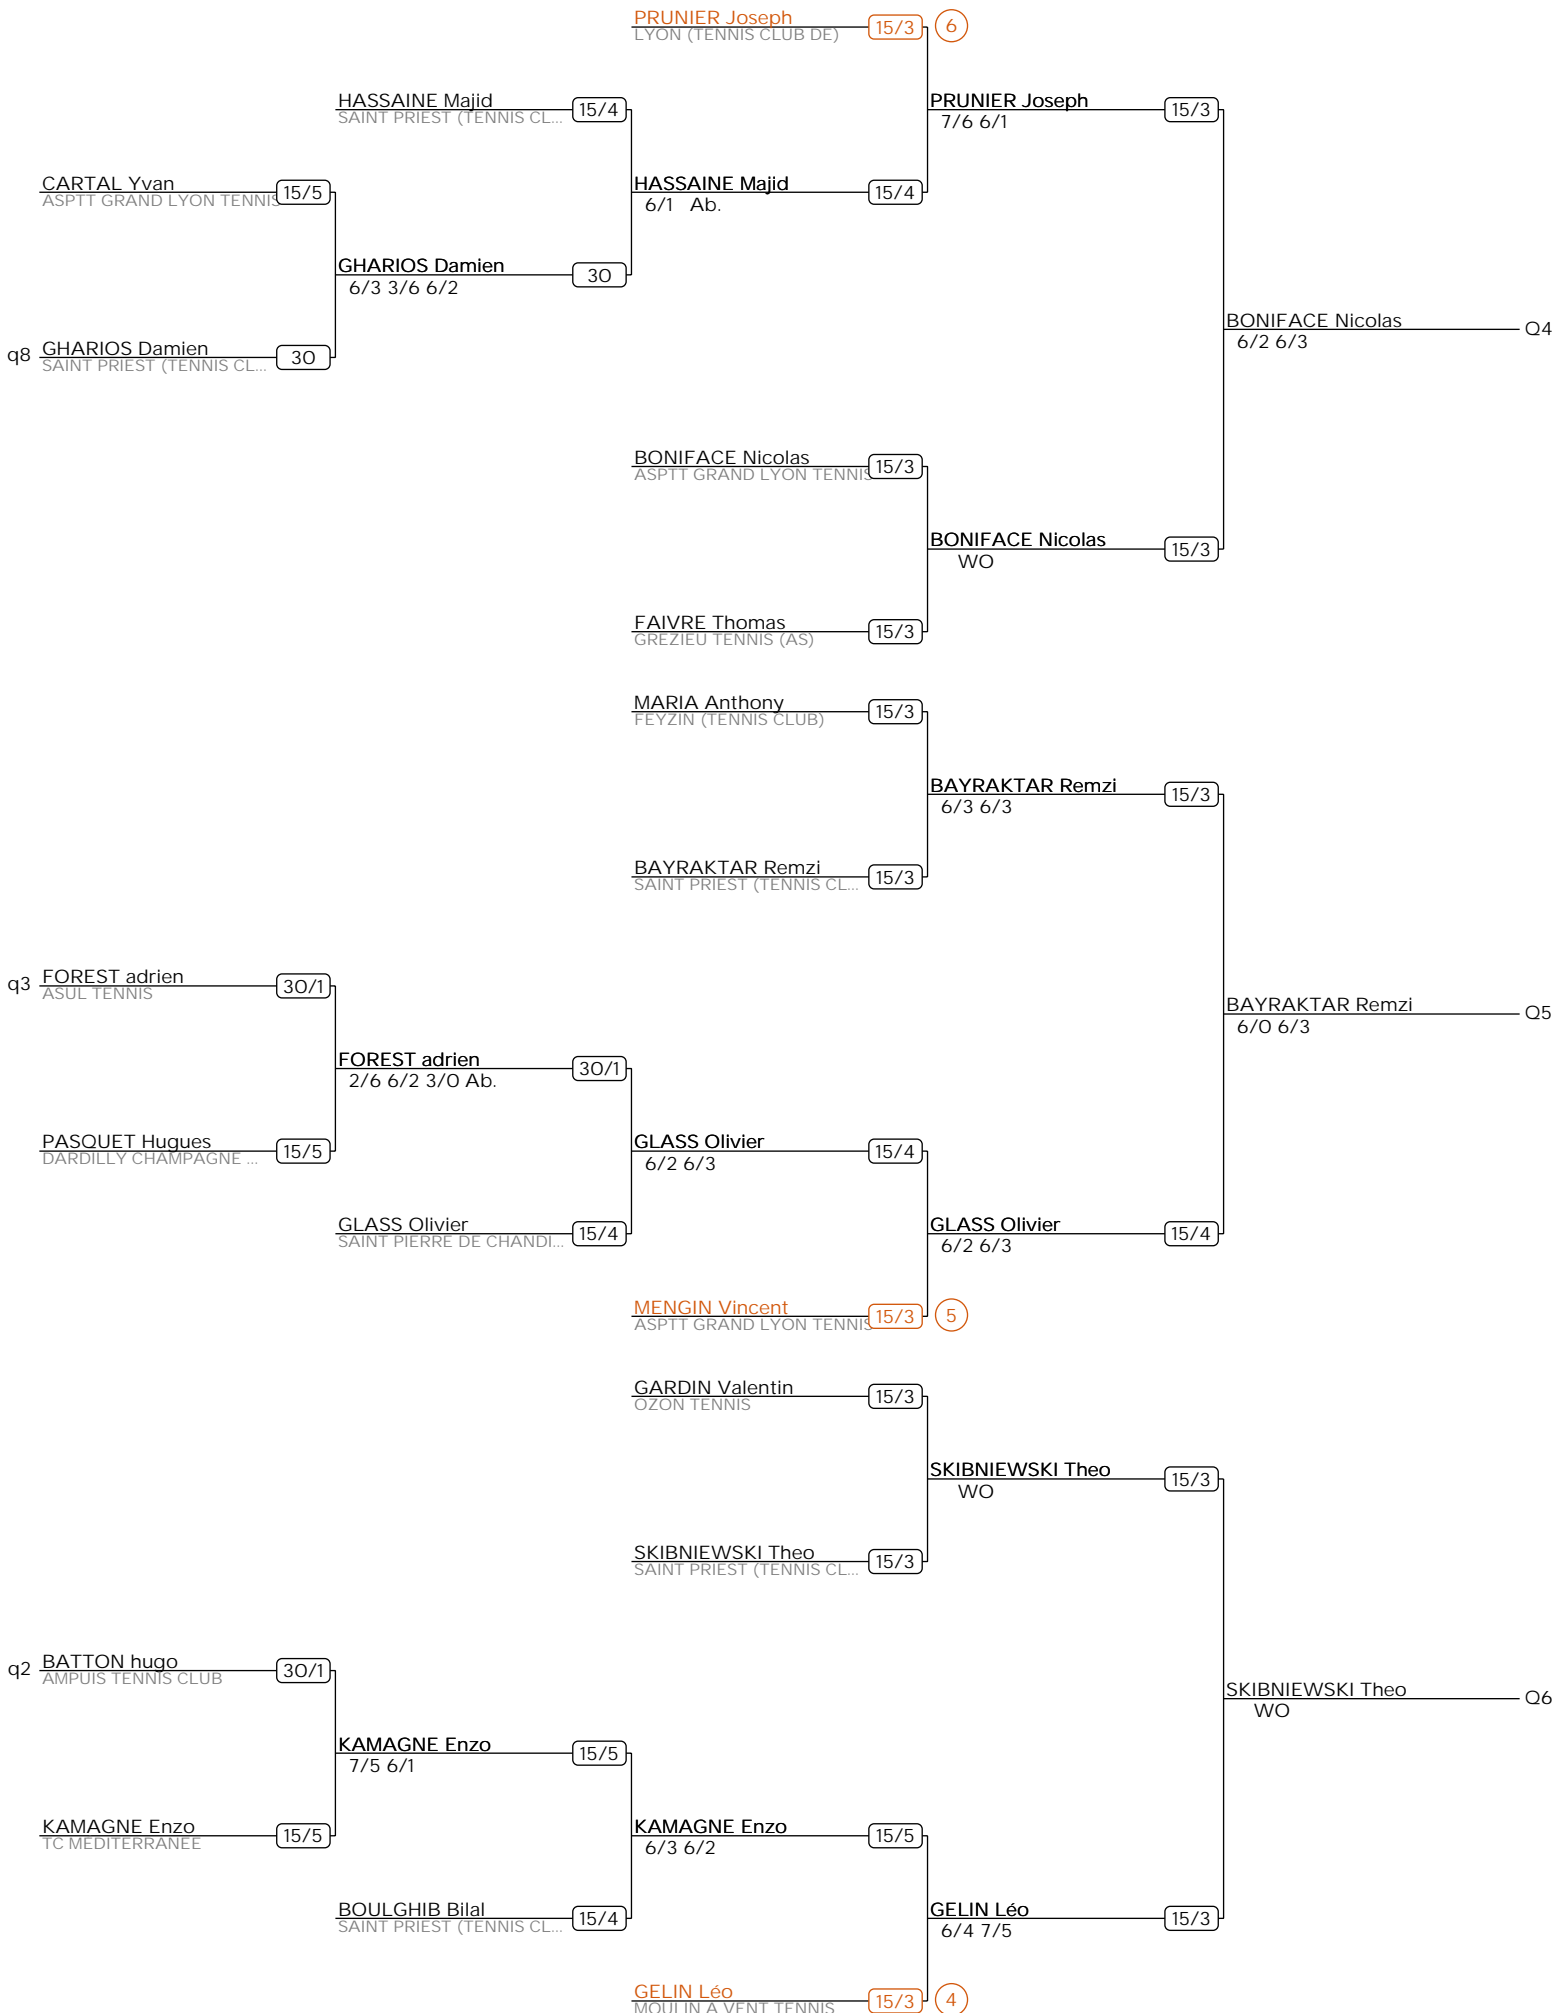 PRUNIER Joseph 15/3 6
LYON (TENNIS CLUB DE)
HASSAINE Majid 15/4
SAINT PRIEST (TENNIS CL...
PRUNIER Joseph 15/3
7/6 6/1
CARTAL Yvan 15/5
ASPTT GRAND LYON TENNIS
HASSAINE Majid 15/4
6/1 Ab.
GHARIOS Damien 30
6/3 3/6 6/2
BONIFACE Nicolas Q4
6/2 6/3
q8 GHARIOS Damien 30
SAINT PRIEST (TENNIS CL...
BONIFACE Nicolas 15/3
ASPTT GRAND LYON TENNIS
BONIFACE Nicolas 15/3
WO
FAIVRE Thomas 15/3
GREZIEU TENNIS (AS)
MARIA Anthony 15/3
FEYZIN (TENNIS CLUB)
BAYRAKTAR Remzi 15/3
6/3 6/3
BAYRAKTAR Remzi 15/3
SAINT PRIEST (TENNIS CL...
q3 FOREST adrien 30/1
ASUL TENNIS
BAYRAKTAR Remzi Q5
6/0 6/3
FOREST adrien 30/1
2/6 6/2 3/0 Ab.
PASQUET Hugues 15/5
DARDILLY CHAMPAGNE ...
GLASS Olivier 15/4
6/2 6/3
GLASS Olivier 15/4
SAINT PIERRE DE CHANDI...
GLASS Olivier 15/4
6/2 6/3
MENGIN Vincent 15/3 5
ASPTT GRAND LYON TENNIS
GARDIN Valentin 15/3
OZON TENNIS
SKIBNIEWSKI Theo 15/3
WO
SKIBNIEWSKI Theo 15/3
SAINT PRIEST (TENNIS CL...
q2 BATTON hugo 30/1
AMPUIS TENNIS CLUB
SKIBNIEWSKI Theo Q6
WO
KAMAGNE Enzo 15/5
7/5 6/1
KAMAGNE Enzo 15/5
TC MEDITERRANEE
KAMAGNE Enzo 15/5
6/3 6/2
BOULGHIB Bilal 15/4
SAINT PRIEST (TENNIS CL...
GELIN Léo 15/3
6/4 7/5
GELIN Léo 15/3 4
MOULIN A VENT TENNIS